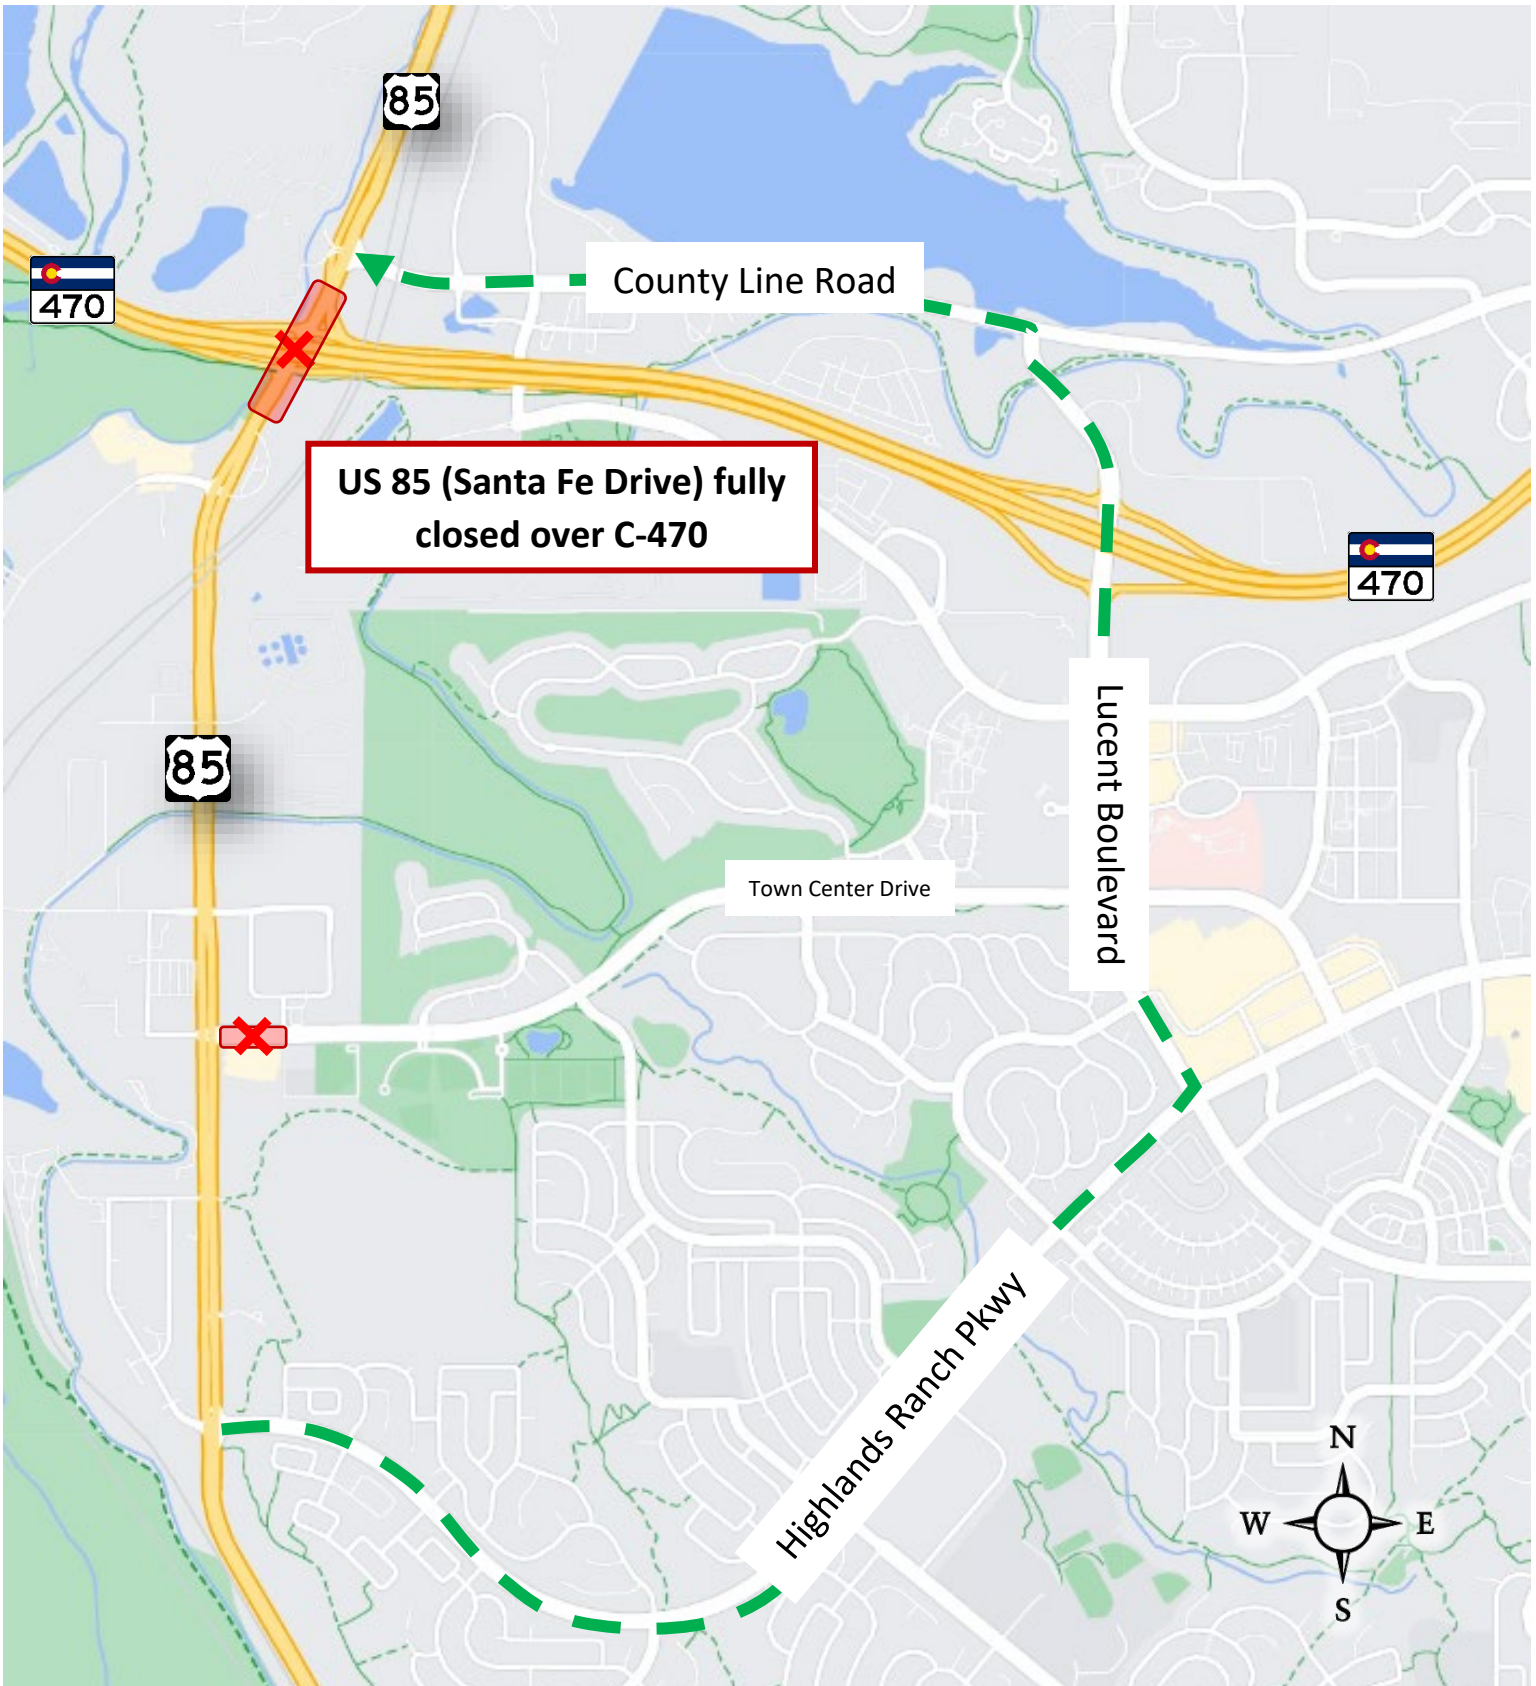 85
County Line Road
470
US 85 (Santa Fe Drive) fully
closed over C-470
470
Lucent Boulevard
85
Town Center Drive
Highlands Ranch Pkwy
N
W
E
S